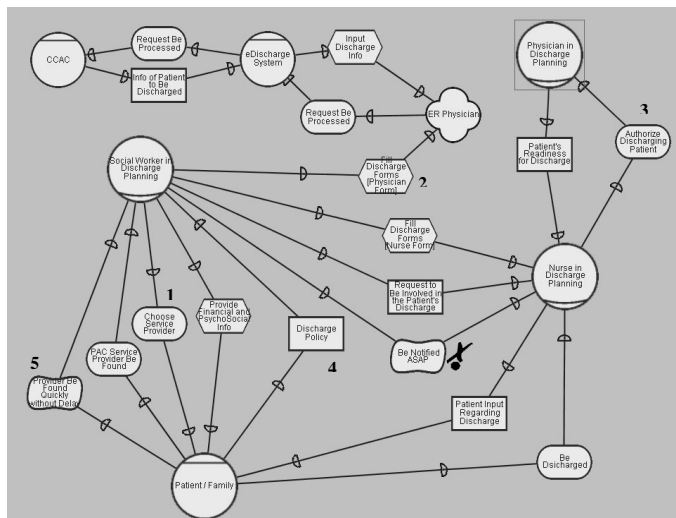 CCAC
Request Be
Processed
Info of Patient
to Be
Discharged
eDischarge
System
Input
Discharge
Info
Request Be
Processed
ER Physician
Physician in
Discharge
Planning
3
Authorize
Discharging
Patient
Patient's
Readiness
for Discharge
Social Worker in
Discharge
Planning
Fill
Discharge
Forms
[Physician
Form]
2
Fill
Discharge
Forms
[Nurse Form]
Nurse in
Discharge
Planning
Request to
Be Involved in
the Patient's
Discharge
1
Choose
Service
Provider
Provide
Financial and
PsychoSocial
Info
Discharge
Policy
4
Be Notified
ASAP
5
PAC Service
Provider Be
Found
Provider Be
Found
Quickly
without Delay
Patient Input
Regarding
Discharge
Be
Dsicharged
Patient / Family